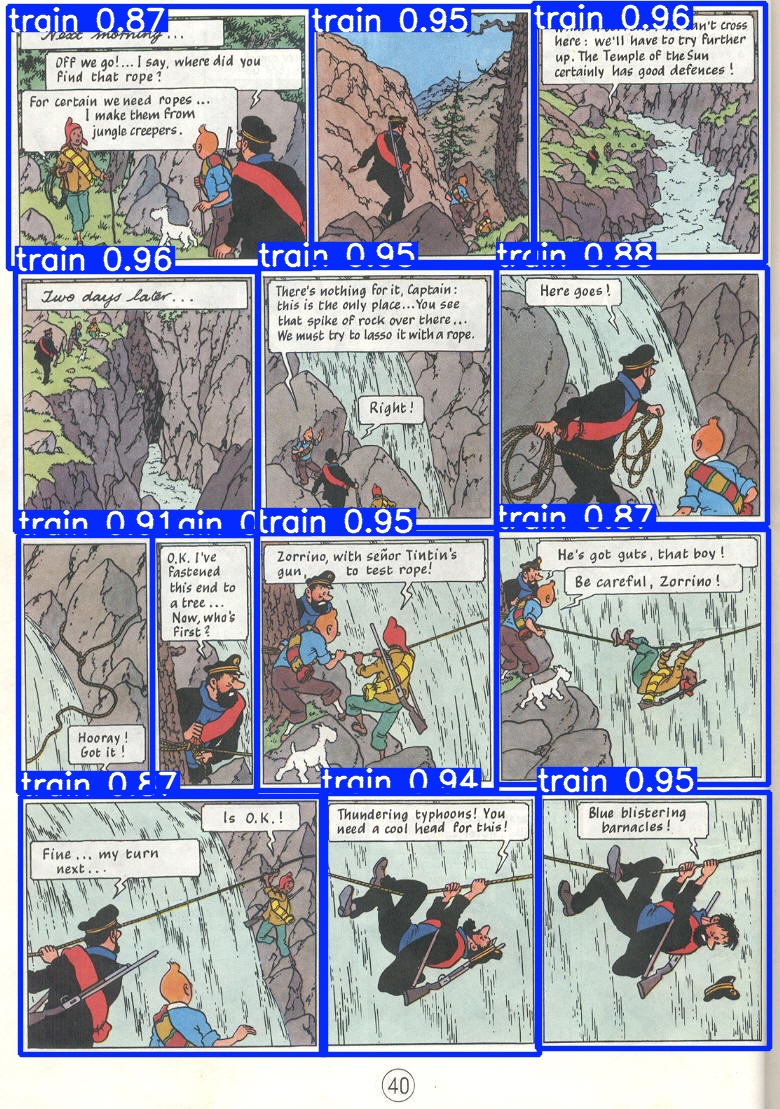 train 0.87
Next morning...
Off we go!... I say, where did you
find that rope?
For certain we need ropes ...
I make them from
jungle creepers.
train 0.95
train 0.96
can't cross
here: we'll have to try further
up. The Temple of the Sun
certainly has good defences!
train 0.96
Two days later...
train 0.95
There's nothing for it, Captain:
this is the only place...You see
that spike of rock over there...
We must try to lasso it with a rope.
Right!
train 0.88
Here goes!
train 0.91
Hooray!
Got it!
ain 0
O.K. I've
fastened
this end to
a tree ...
Now, who's
first?
train 0.95
Zorrino, with señor Tintin's
gun, to test rope!
train 0.87
He's got guts, that boy!
Be careful, Zorrino!
train 0.87
Is O.K.!
Fine ... my turn
next...
train 0.94
Thundering typhoons! You
need a cool head for this!
train 0.95
Blue blistering
barnacles!
40